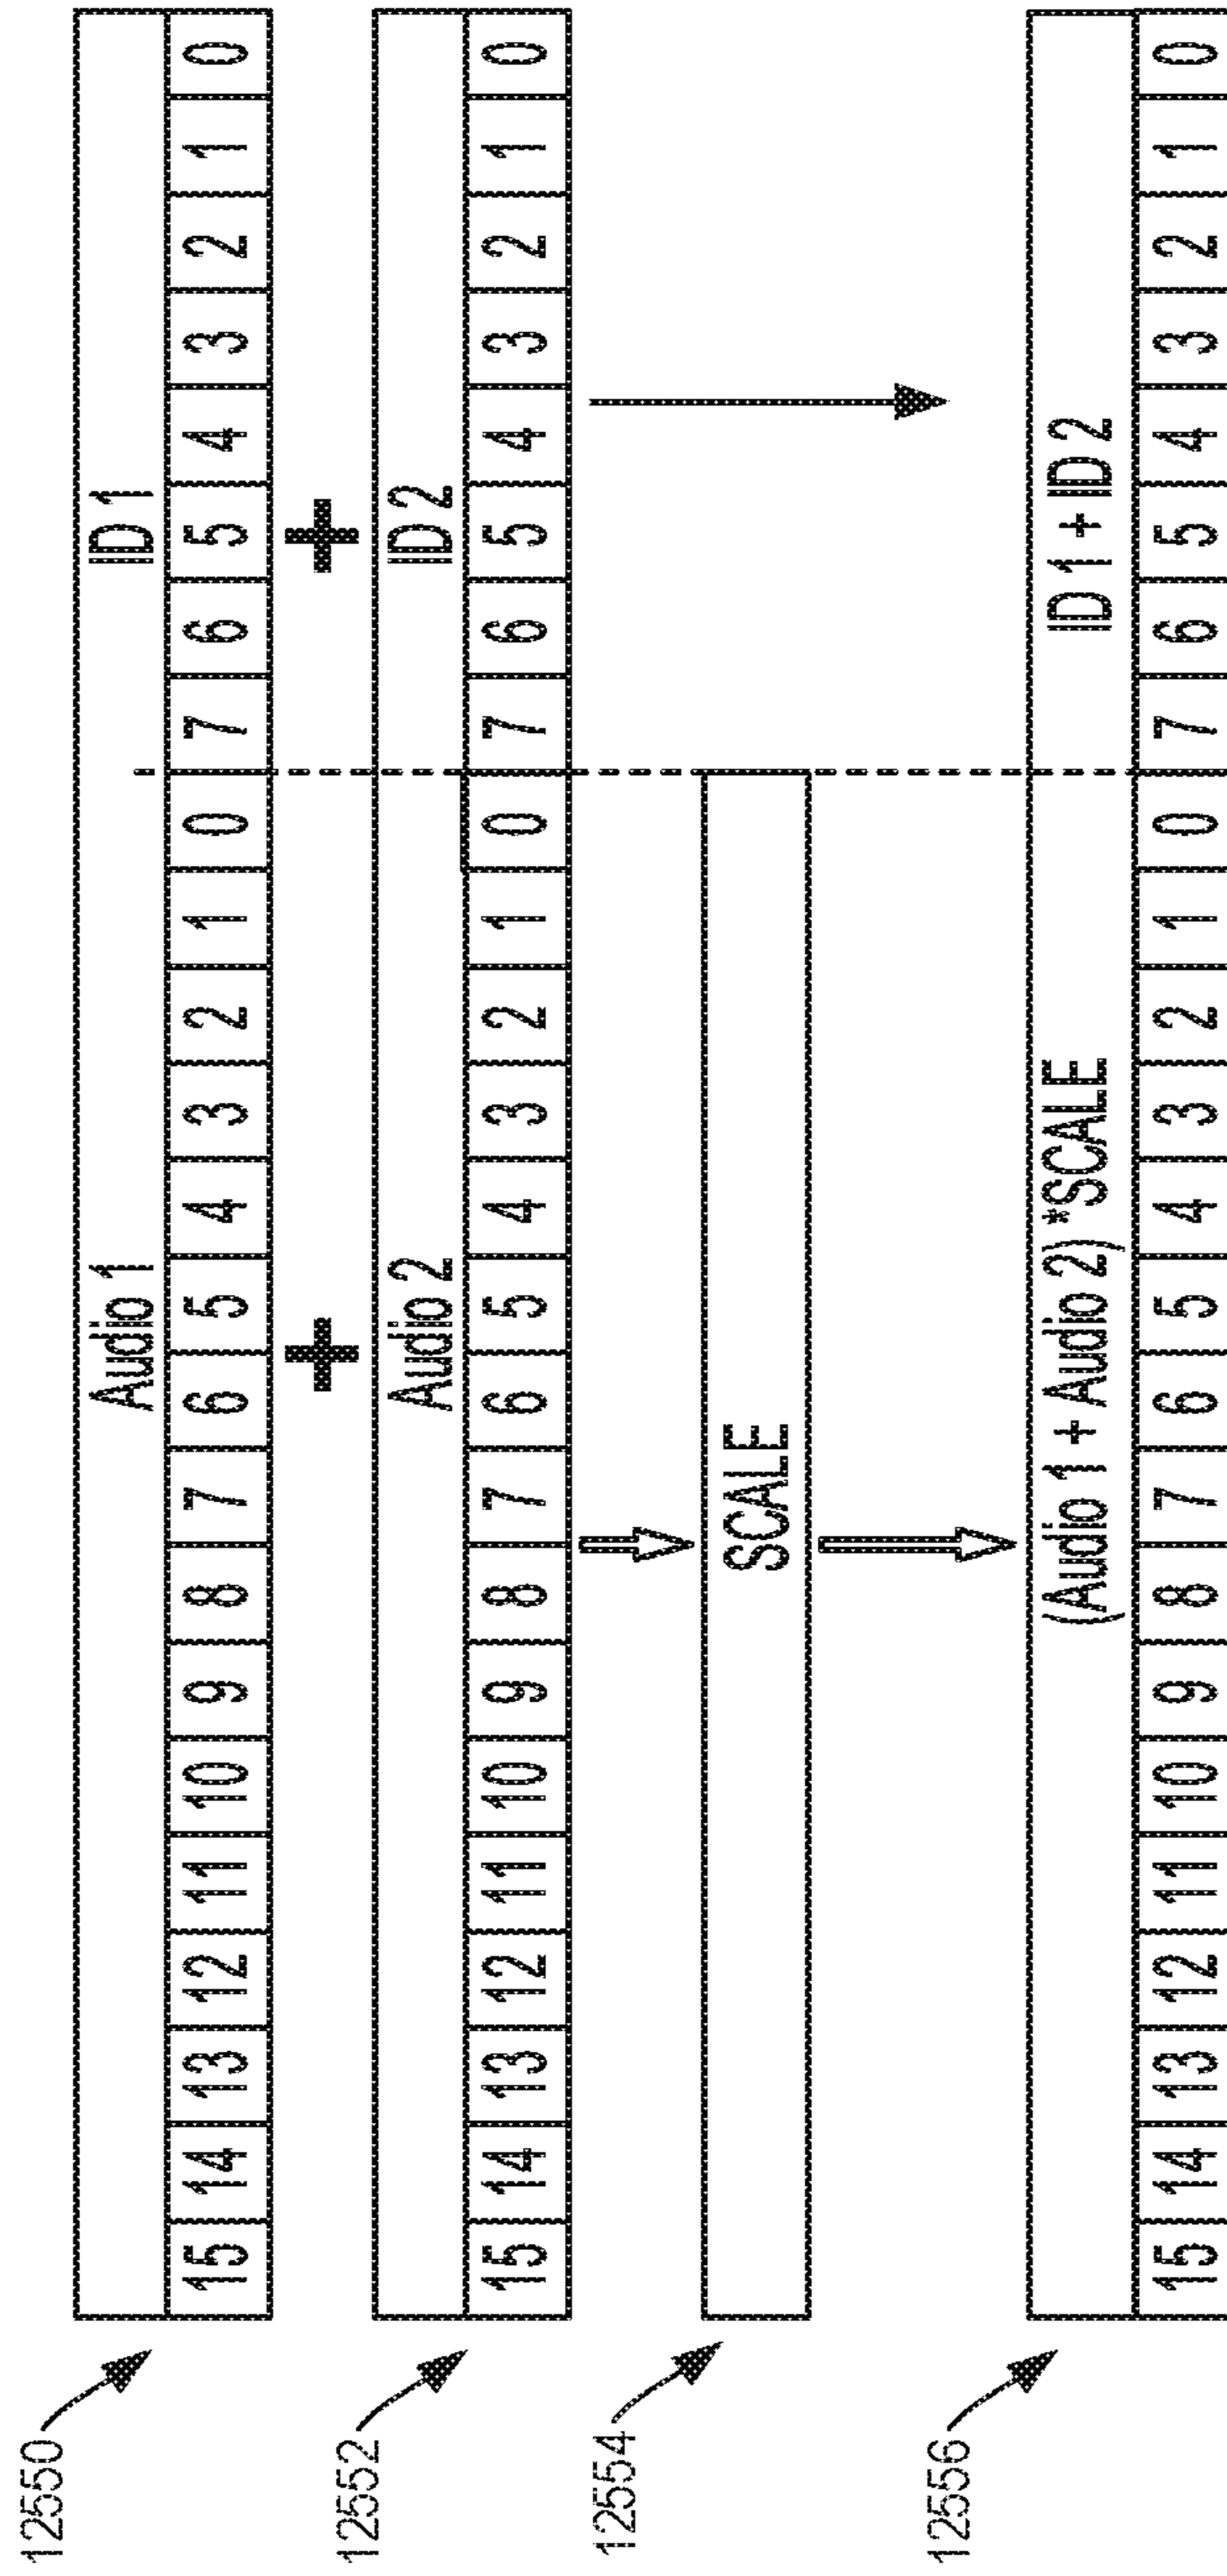 12550
Audio 1 ID 1
15 14 13 12 11 10 9 8 7 6 5 4 3 2 1 0 7 6 5 4 3 2 1 0
+ +
12552
Audio 2 ID 2
15 14 13 12 11 10 9 8 7 6 5 4 3 2 1 0 7 6 5 4 3 2 1 0
12554
SCALE
12556
(Audio 1 + Audio 2) *SCALE ID 1 + ID 2
15 14 13 12 11 10 9 8 7 6 5 4 3 2 1 0 7 6 5 4 3 2 1 0